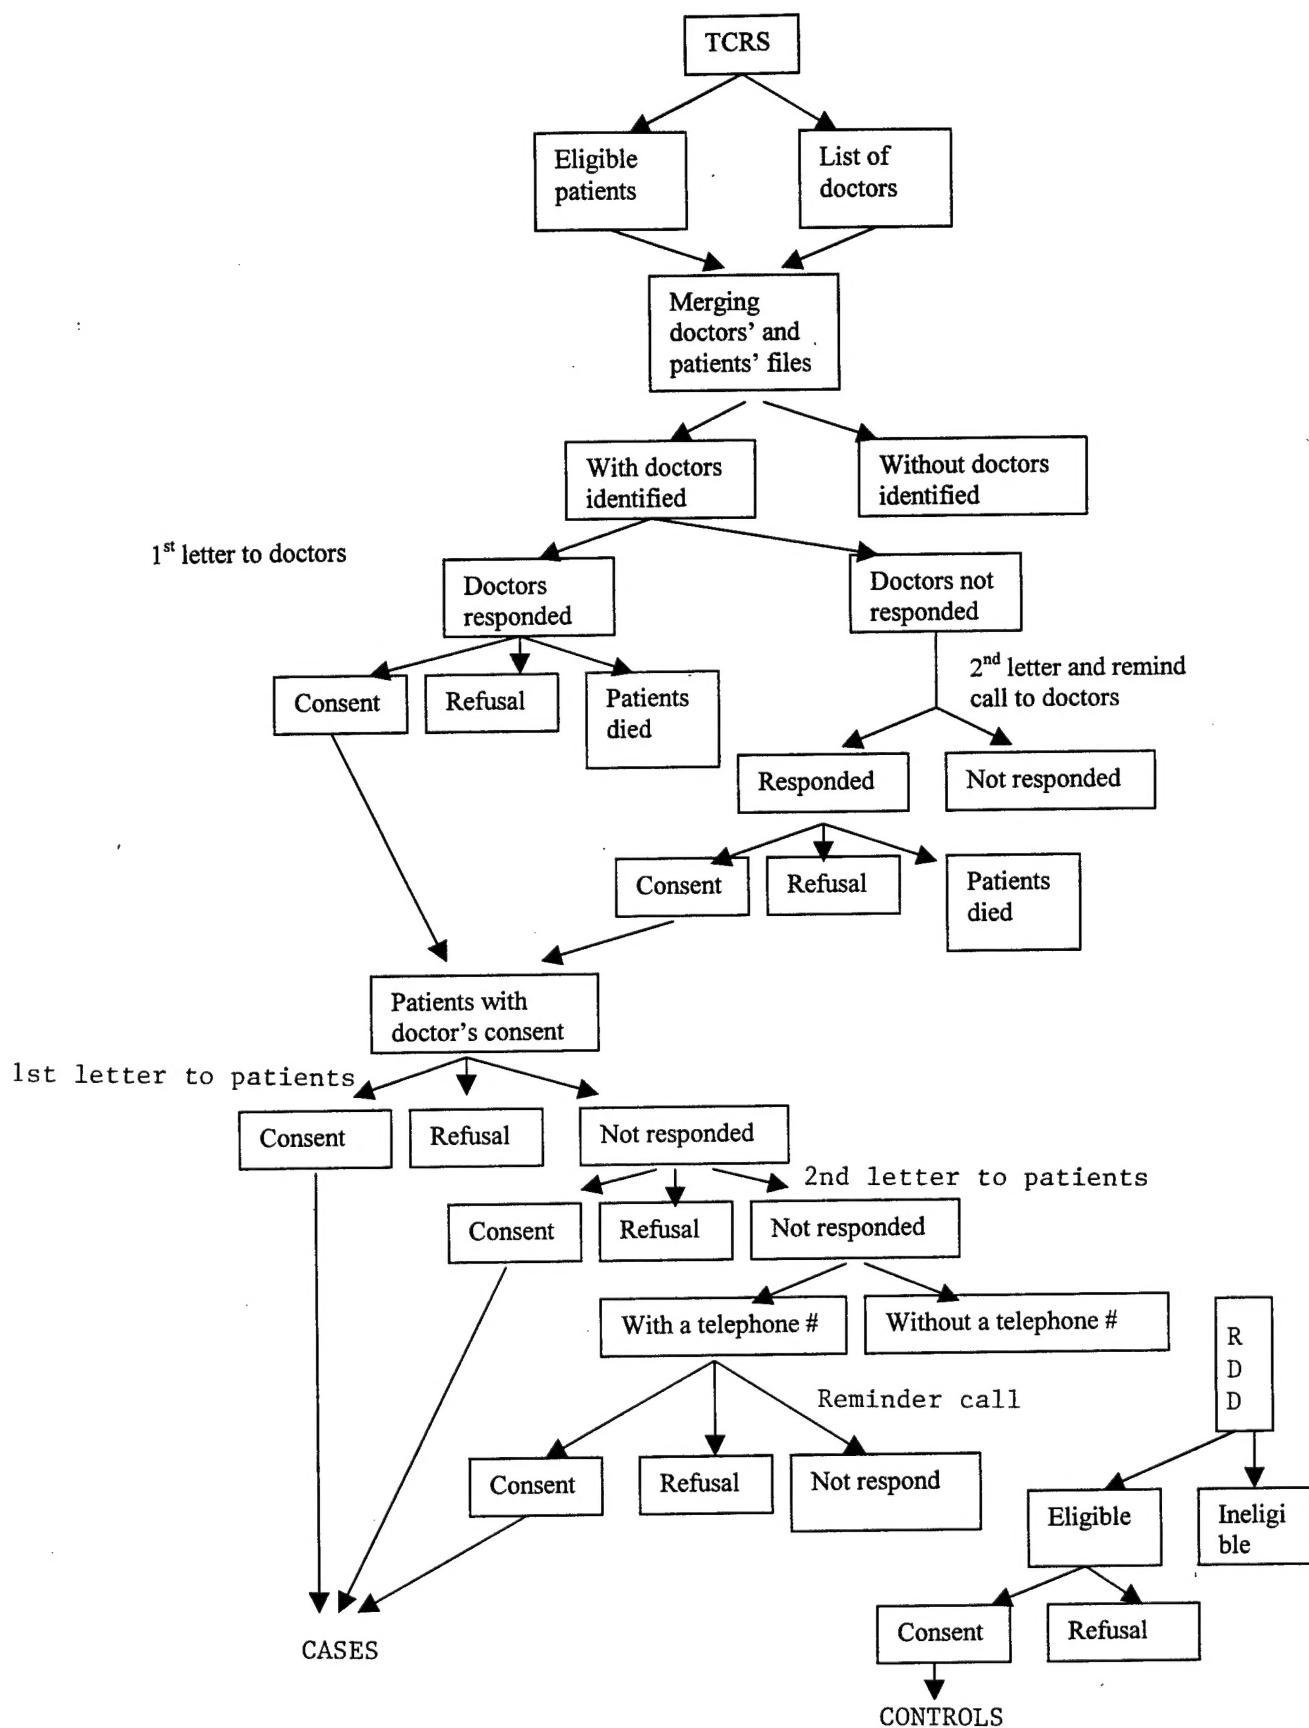 TCRS
Eligible
patients
List of
doctors
Merging
doctors’ and
patients’ files
With doctors
identified
Without doctors
identified
1st letter to doctors
Doctors
responded
Doctors not
responded
2nd letter and remind
call to doctors
Consent
Refusal
Patients
died
Responded
Not responded
Consent
Refusal
Patients
died
Patients with
doctor’s consent
1st letter to patients
Consent
Refusal
Not responded
2nd letter to patients
Consent
Refusal
Not responded
With a telephone #
Without a telephone #
R
D
D
Reminder call
Consent
Refusal
Not respond
Eligible
Ineligi
ble
Consent
Refusal
CASES
CONTROLS